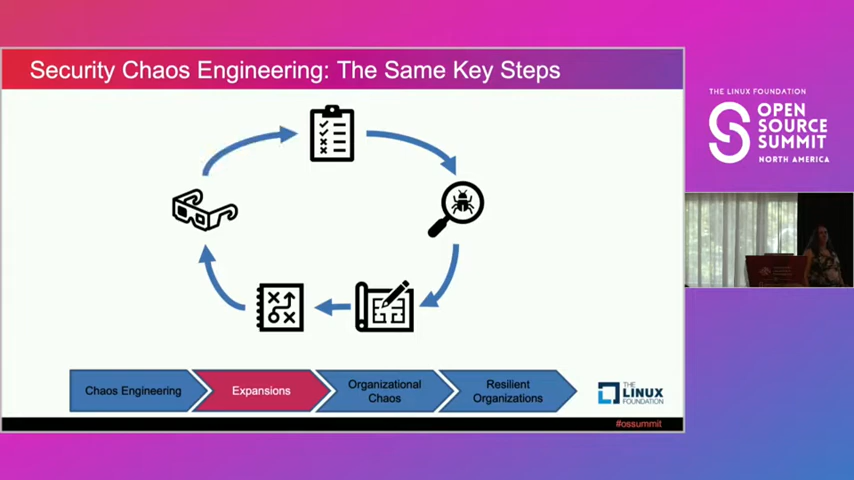 Security Chaos Engineering: The Same Key Steps
THE LINUX FOUNDATION
OPEN
SOURCE
SUMMIT
NORTH AMERICA
Chaos Engineering
Expansions
Organizational
Chaos
Resilient
Organizations
THE
LINUX
FOUNDATION
#ossummit